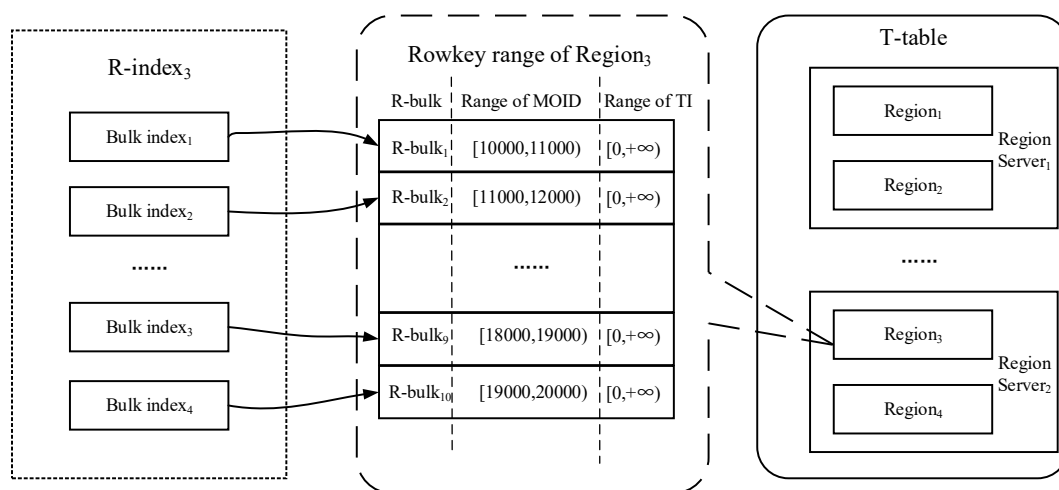 R-index₃
Bulk index₁
Bulk index₂
......
Bulk index₃
Bulk index₄
Rowkey range of Region₃
R-bulk Range of MOID Range of TI
R-bulk₁ [10000,11000) [0,+∞)
R-bulk₂ [11000,12000) [0,+∞)
......
R-bulk₉ [18000,19000) [0,+∞)
R-bulk₁₀ [19000,20000) [0,+∞)
T-table
Region₁
Region₂
Region
Server₁
......
Region₃
Region₄
Region
Server₂